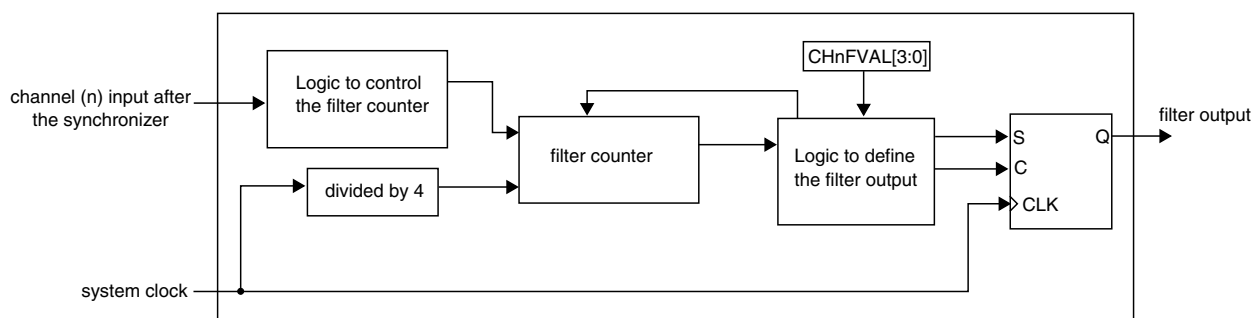 CHnFVAL[3:0]
Logic to control
the filter counter
channel (n) input after
the synchronizer
filter output
S
Q
filter counter
Logic to define
the filter output
C
divided by 4
CLK
system clock